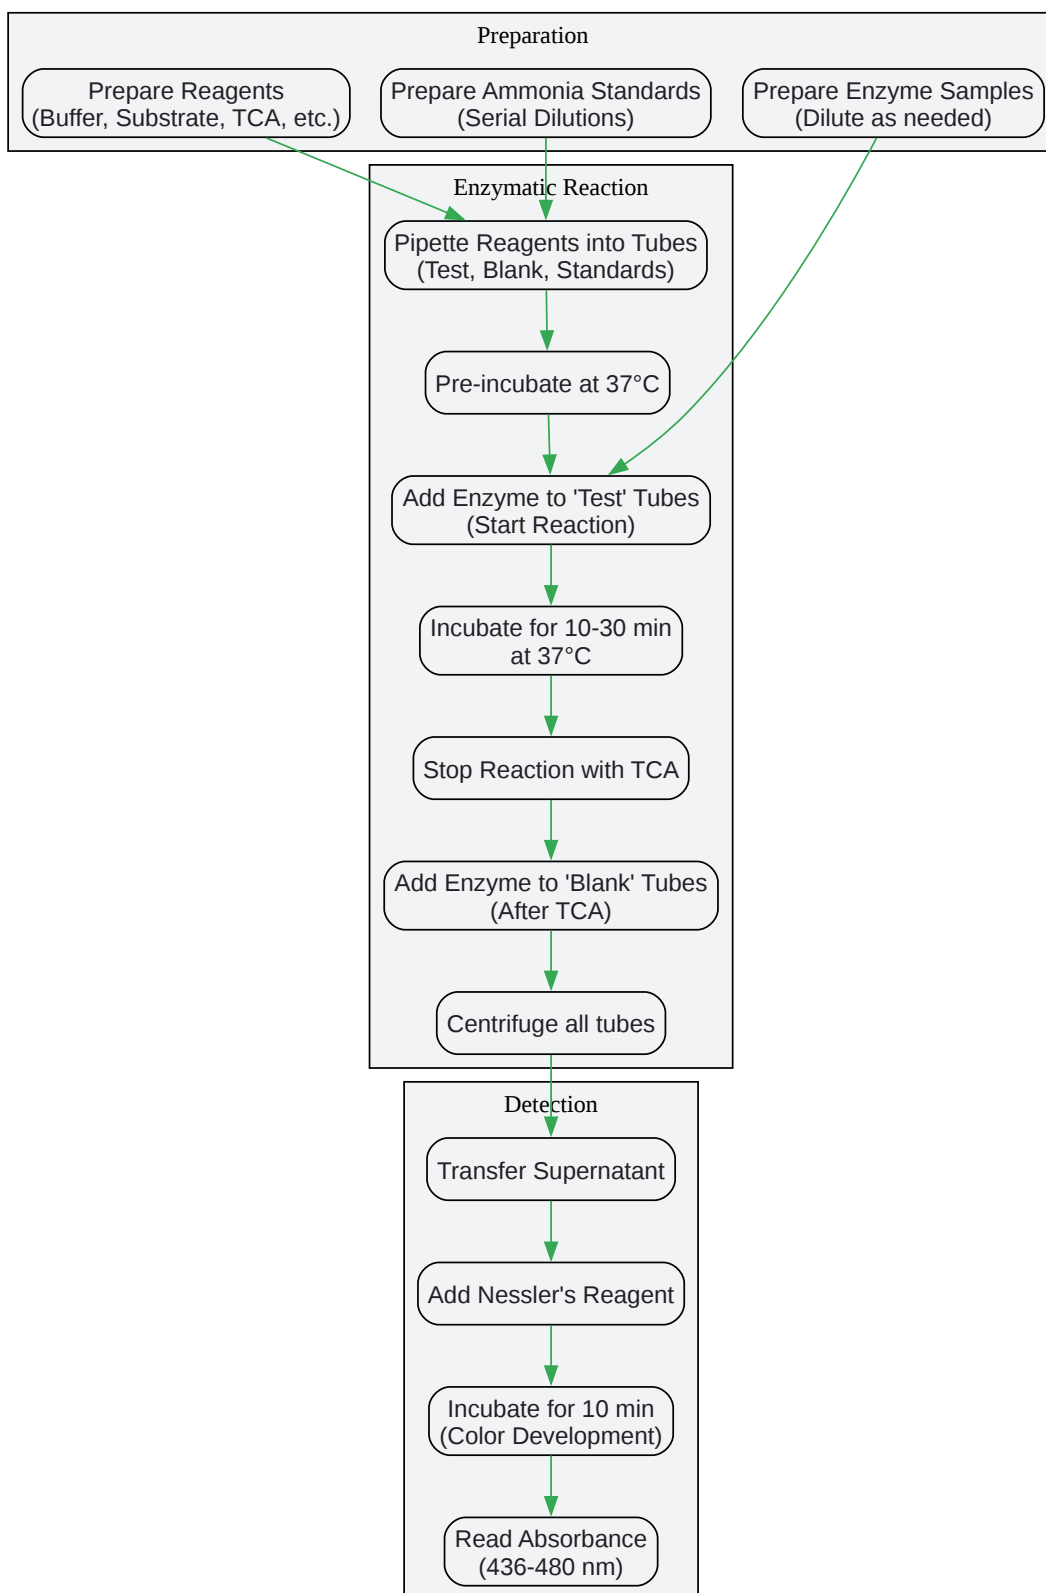 Preparation
Prepare Reagents
(Buffer, Substrate, TCA, etc.)
Prepare Ammonia Standards
(Serial Dilutions)
Prepare Enzyme Samples
(Dilute as needed)
Enzymatic Reaction
Pipette Reagents into Tubes
(Test, Blank, Standards)
Pre-incubate at 37°C
Add Enzyme to 'Test' Tubes
(Start Reaction)
Incubate for 10-30 min
at 37°C
Stop Reaction with TCA
Add Enzyme to 'Blank' Tubes
(After TCA)
Centrifuge all tubes
Detection
Transfer Supernatant
Add Nessler's Reagent
Incubate for 10 min
(Color Development)
Read Absorbance
(436-480 nm)